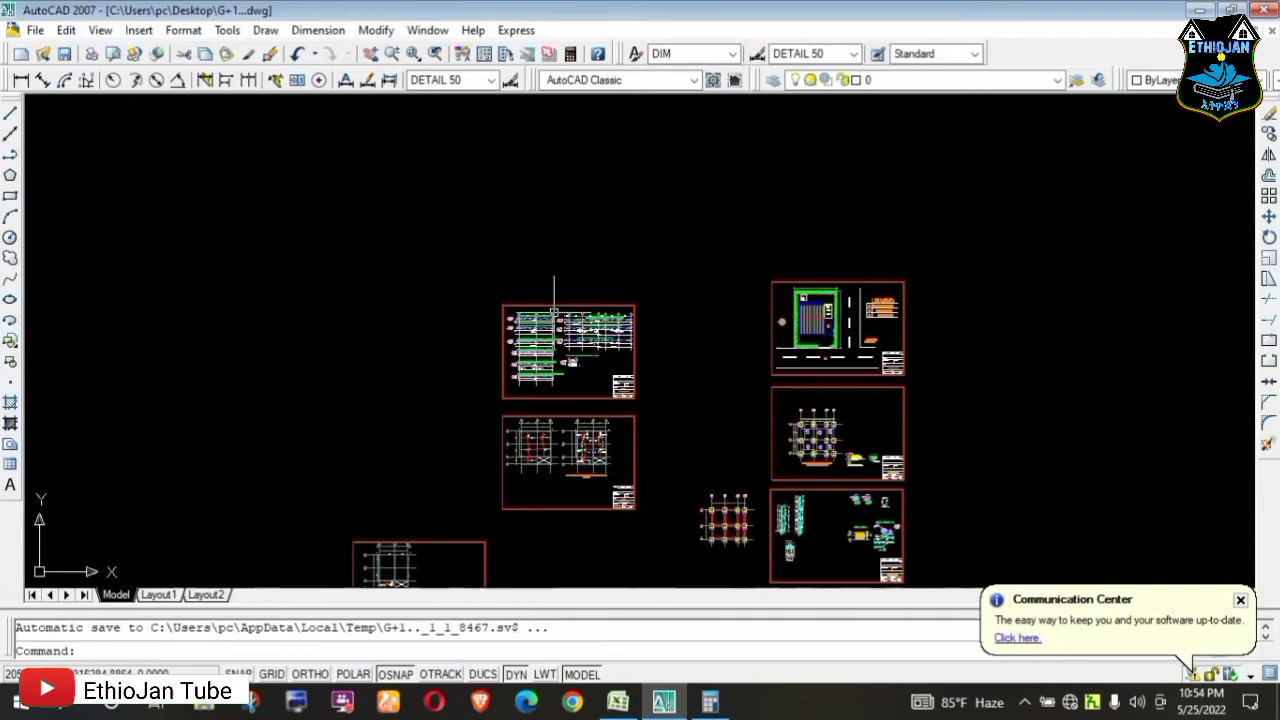 AutoCAD 2007 - [C:\Users\pc\Desktop\G+1...dwg]
File Edit View Insert Format Tools Draw Dimension Modify Window Help Express
DIM DETAIL 50 Standard
DETAIL 50 AutoCAD Classic 0 ByLaye
ETHIOJAN
ኢትዮጃን
Y
X
Model Layout1 Layout2
Communication Center
The easy way to keep you and your software up-to-date.
Click here.
Automatic save to C:\Users\pc\AppData\Local\Temp\G+1.._1_1_8467.sv$ ...
Command:
SNAP GRID ORTHO POLAR OSNAP OTRACK DUCS DYN LWT MODEL
EthioJan Tube
85°F Haze
10:54 PM
5/25/2022